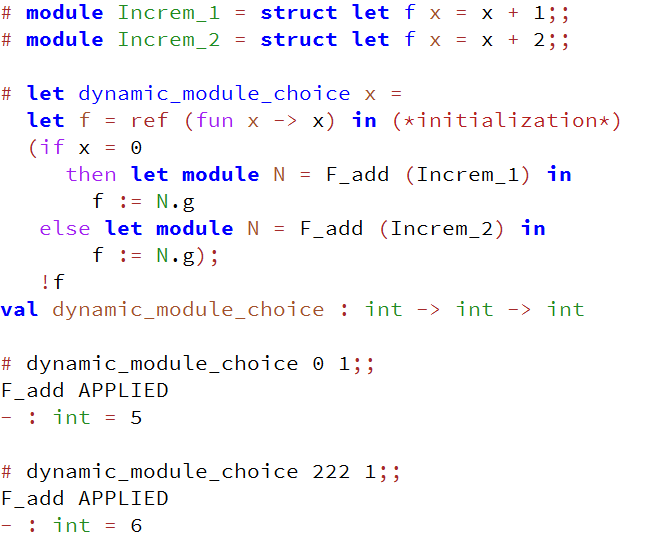 # module Increm_1 = struct let f x = x + 1;;
# module Increm_2 = struct let f x = x + 2;;
# let dynamic_module_choice x =
let f = ref (fun x -> x) in (*initialization*)
(if x = 0
then let module N = F_add (Increm_1) in
f := N.g
else let module N = F_add (Increm_2) in
f := N.g);
!f
val dynamic_module_choice : int -> int -> int
# dynamic_module_choice 0 1;;
F_add APPLIED
- : int = 5
# dynamic_module_choice 222 1;;
F_add APPLIED
- : int = 6